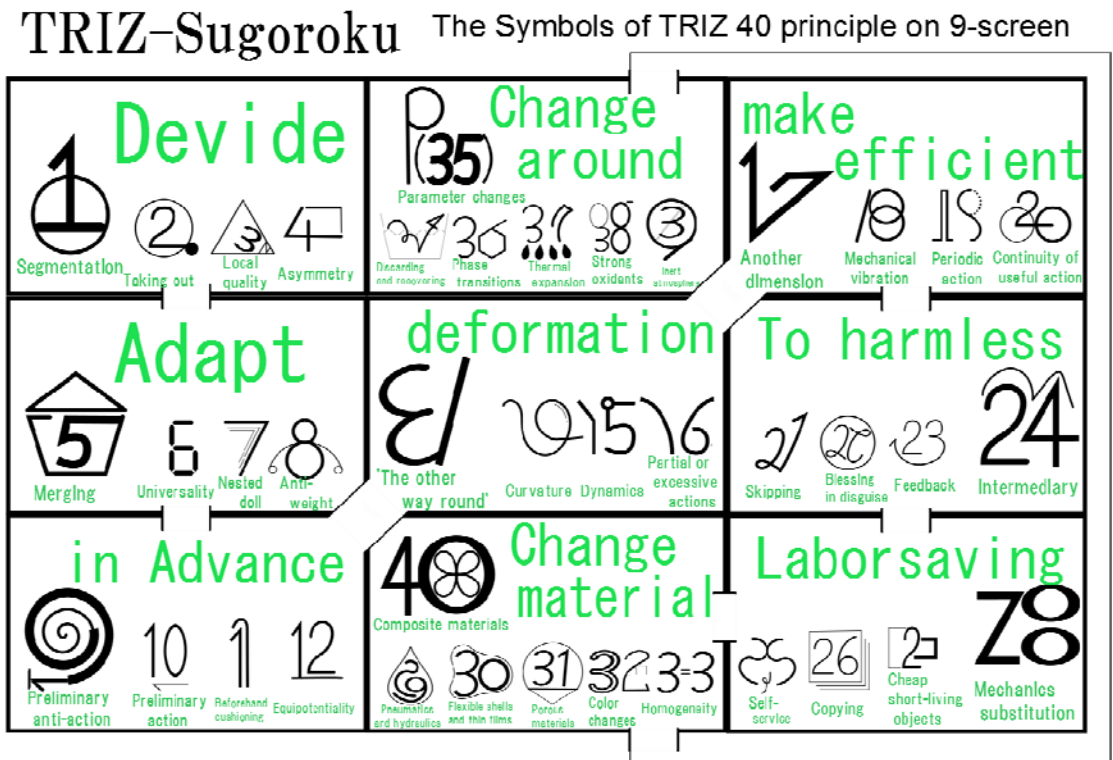 TRIZ-Sugoroku
The Symbols of TRIZ 40 principle on 9-screen
Devide
1
Segmentation
2
Taking out
3
Local
quality
4
Asymmetry
Change
around
P(35)
Parameter changes
34
Discarding
and recovering
36
Phase
transitions
37
Thermal
expansion
38
Strong
oxidents
39
Inert
atmosphere
make
efficient
17
Another
dimension
18
Mechanical
vibration
19
Periodic
action
20
Continuity of
useful action
Adapt
5
Merging
6
Universality
7
Nested
doll
8
Anti-
weight
deformation
13
'The other
way round'
14
Curvature
15
Dynamics
16
Partial or
excessive
actions
To harmless
21
Skipping
22
Blessing
in disguise
23
Feedback
24
Intermediary
in Advance
9
Preliminary
anti-action
10
Preliminary
action
11
Beforehand
cushioning
12
Equipotentiality
Change
material
40
Composite materials
29
Pneumatics
and hydraulics
30
Flexible shells
and thin films
31
Porous
materials
32
Color
changes
33
Homogeneity
Laborsaving
25
Self-
service
26
Copying
27
Cheap
short-living
objects
28
Mechanics
substitution